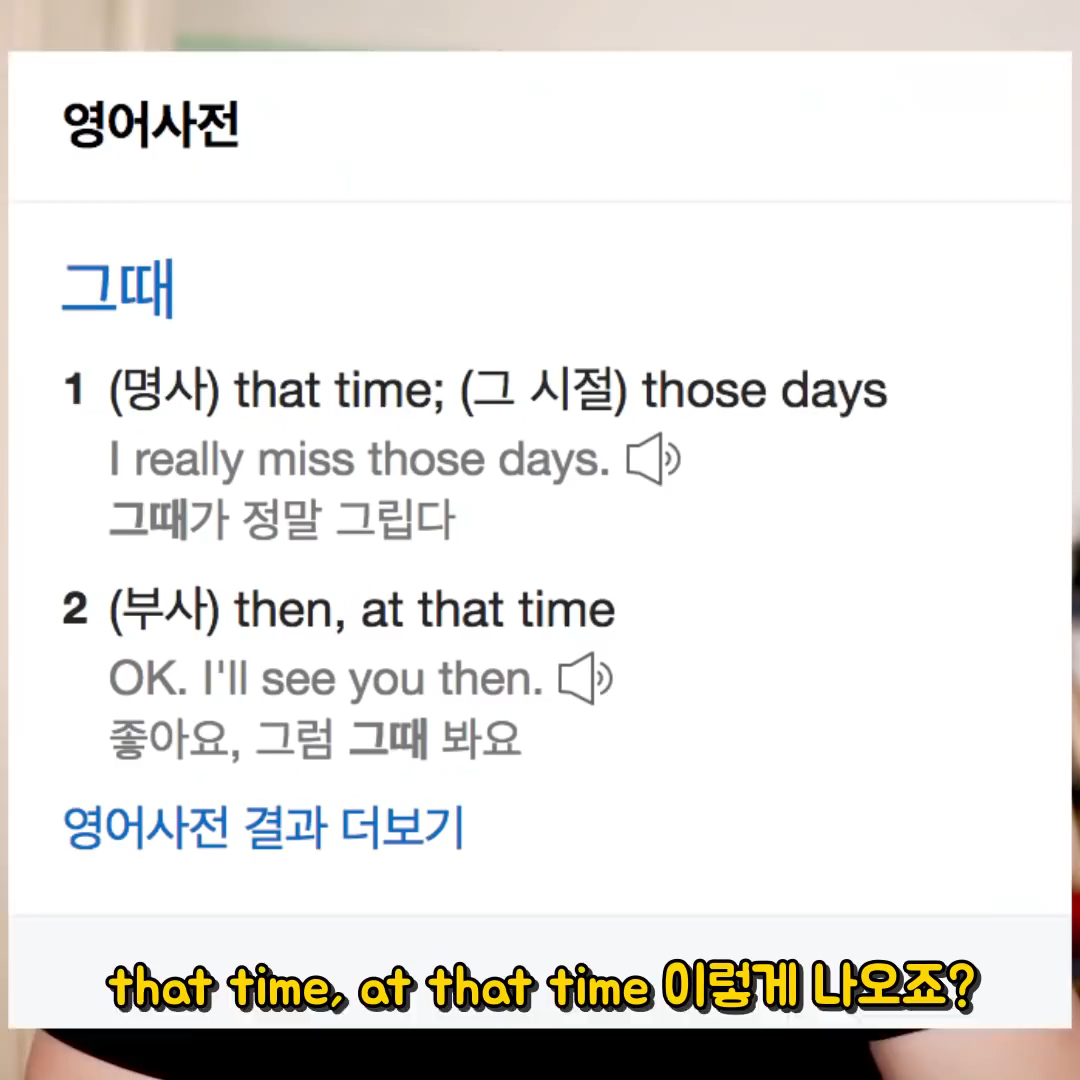 영어사전
그때
1 (명사) that time; (그 시절) those days
I really miss those days.
그때가 정말 그립다
2 (부사) then, at that time
OK. I'll see you then.
좋아요, 그럼 그때 봐요
영어사전 결과 더보기
that time, at that time 이렇게 나오죠?